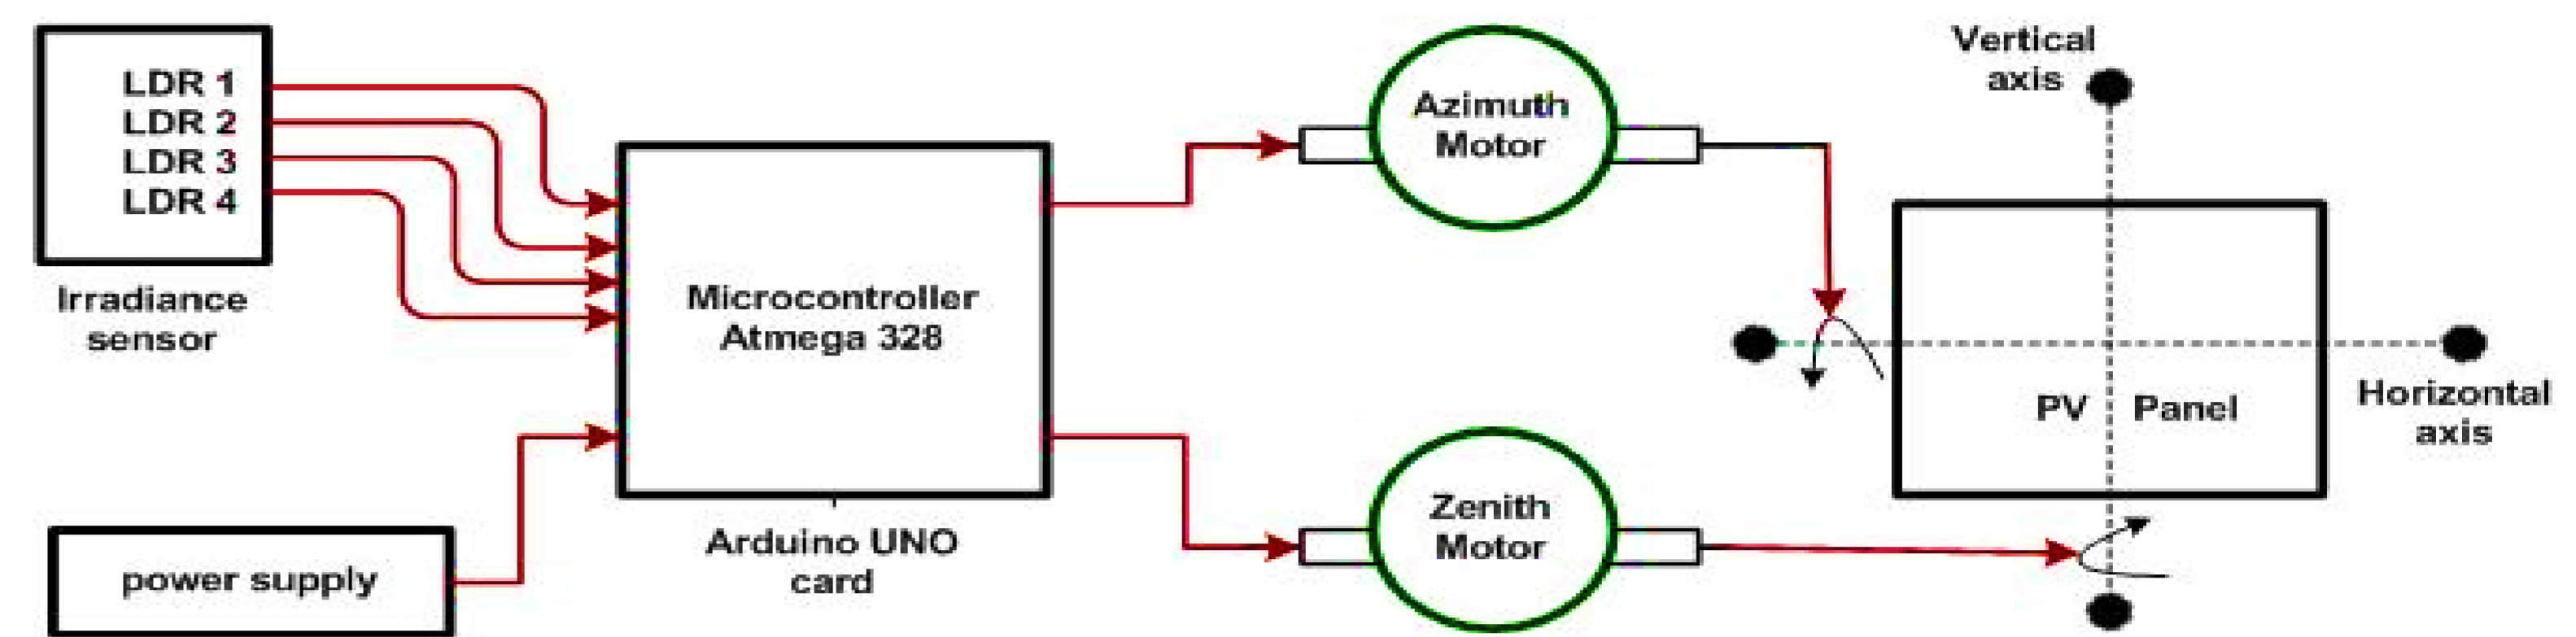 LDR 1
LDR 2
LDR 3
LDR 4
Irradiance
sensor
power supply
Microcontroller
Atmega 328
Arduino UNO
card
Azimuth
Motor
Zenith
Motor
Vertical
axis
PV Panel
Horizontal
axis